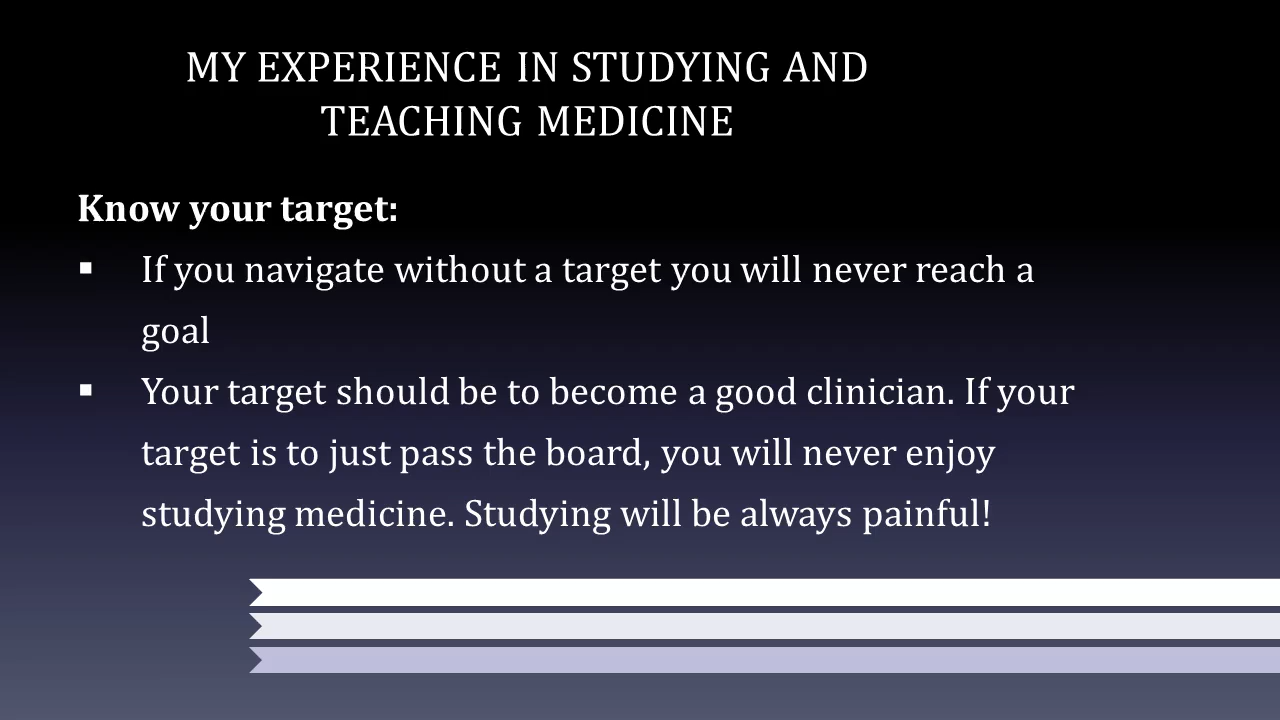 MY EXPERIENCE IN STUDYING AND
TEACHING MEDICINE
Know your target:
▪ If you navigate without a target you will never reach a
goal
▪ Your target should be to become a good clinician. If your
target is to just pass the board, you will never enjoy
studying medicine. Studying will be always painful!